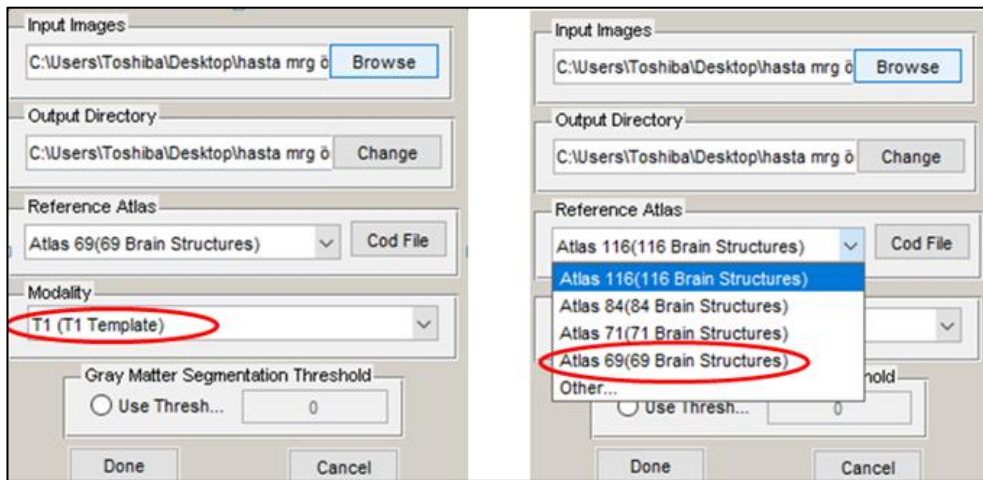 Input Images
C:\Users\Toshiba\Desktop\hasta mrg ö
Browse
Output Directory
C:\Users\Toshiba\Desktop\hasta mrg ö
Change
Reference Atlas
Atlas 69(69 Brain Structures)
Cod File
Modality
T1 (T1 Template)
Gray Matter Segmentation Threshold
Use Thresh...
0
Done
Cancel
Input Images
C:\Users\Toshiba\Desktop\hasta mrg ö
Browse
Output Directory
C:\Users\Toshiba\Desktop\hasta mrg ö
Change
Reference Atlas
Atlas 116(116 Brain Structures)
Cod File
Atlas 116(116 Brain Structures)
Atlas 84(84 Brain Structures)
Atlas 71(71 Brain Structures)
Atlas 69(69 Brain Structures)
Other...
hold
Use Thresh...
0
Done
Cancel